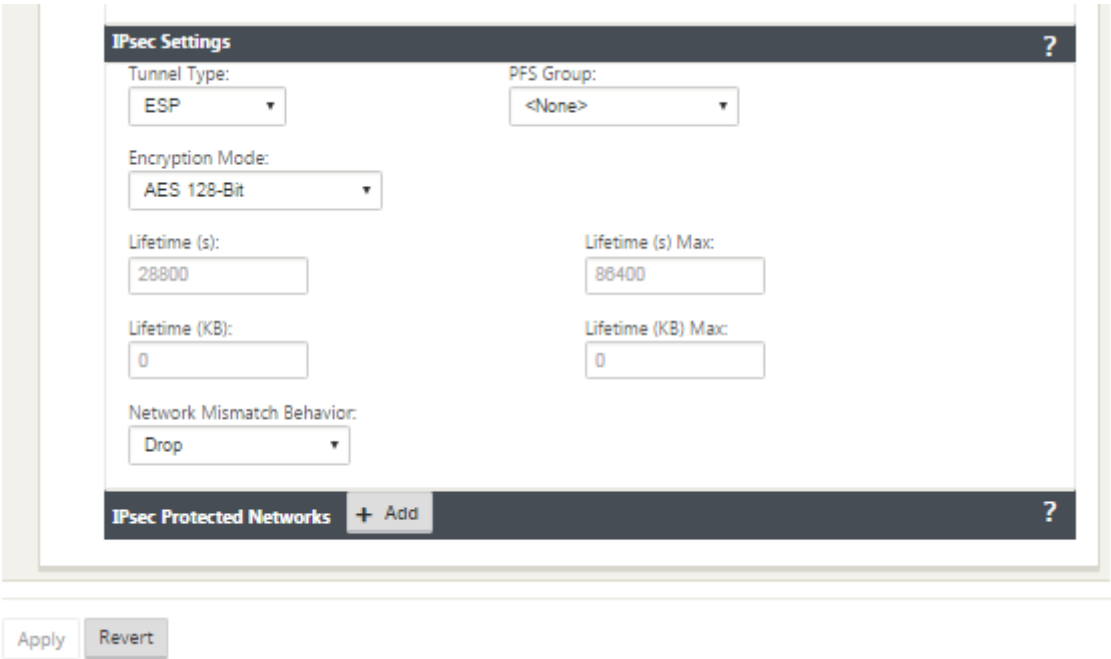 IPsec Settings ?
Tunnel Type: PFS Group:
ESP <None>
Encryption Mode:
AES 128-Bit
Lifetime (s): Lifetime (s) Max:
28800 86400
Lifetime (KB): Lifetime (KB) Max:
0 0
Network Mismatch Behavior:
Drop
IPsec Protected Networks + Add ?
Apply Revert